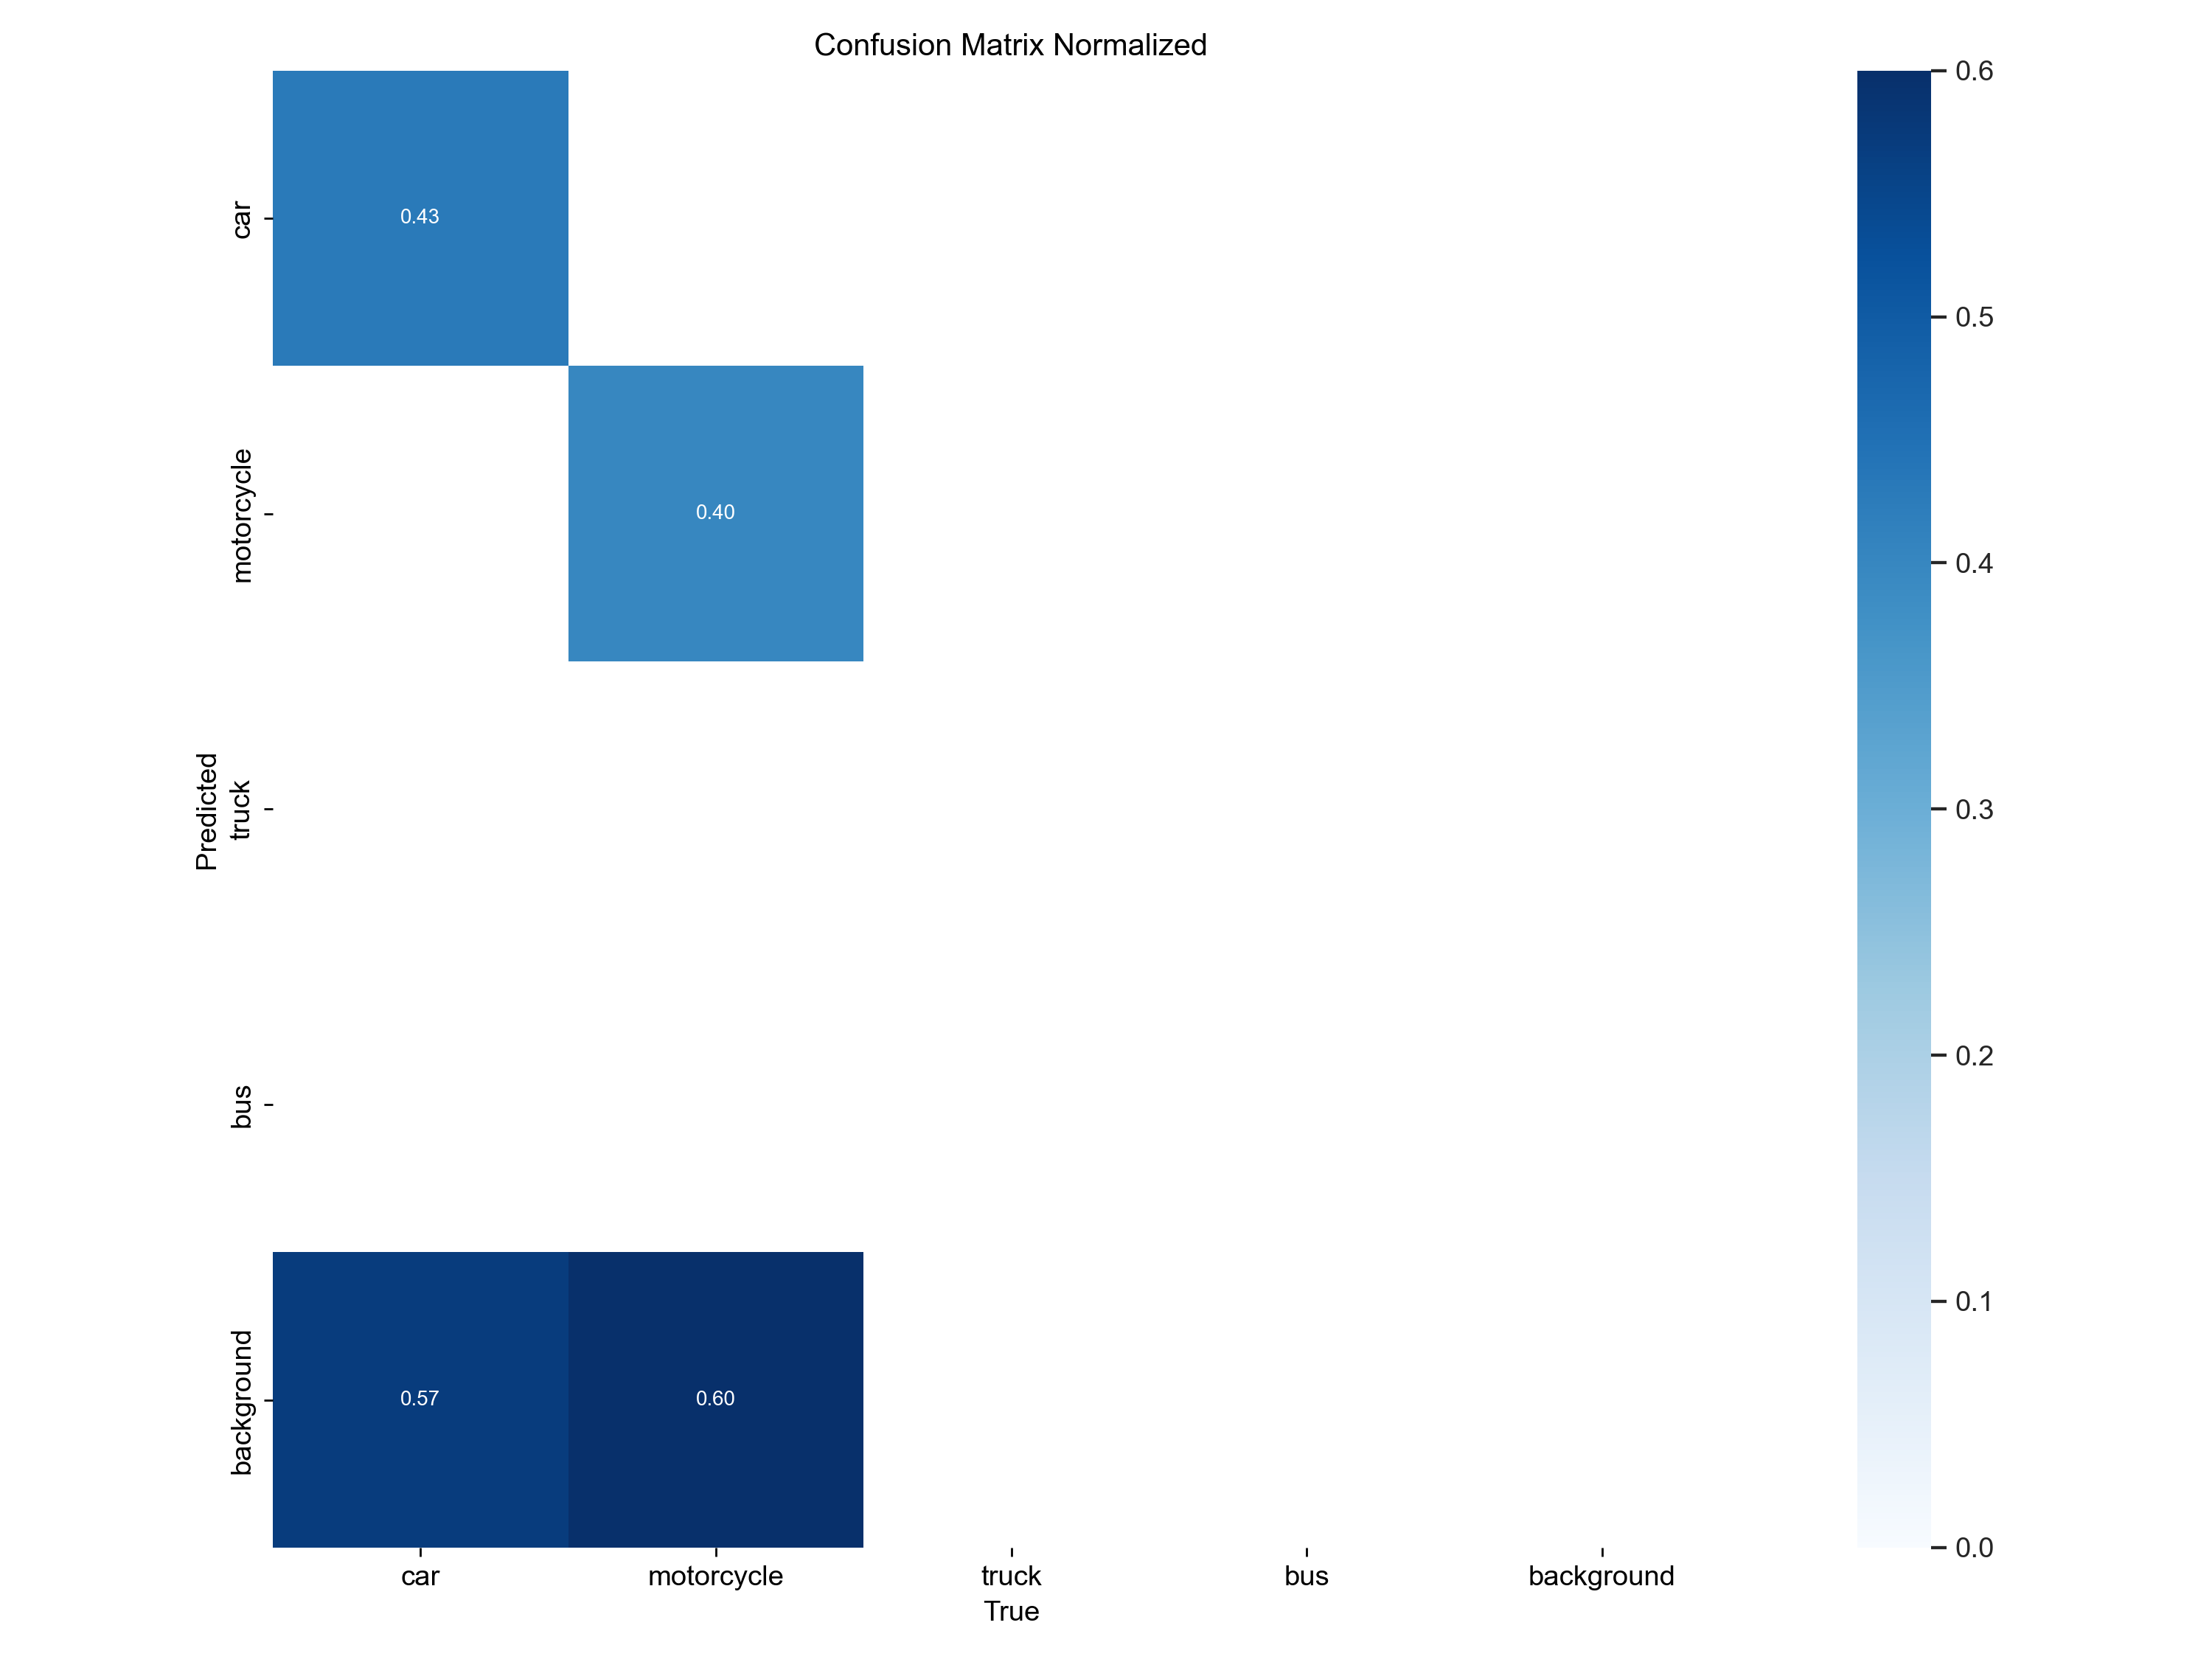 Confusion Matrix Normalized
car
motorcycle
truck
bus
background
Predicted
0.43
0.40
0.57
0.60
car
motorcycle
truck
bus
background
True
0.6
0.5
0.4
0.3
0.2
0.1
0.0